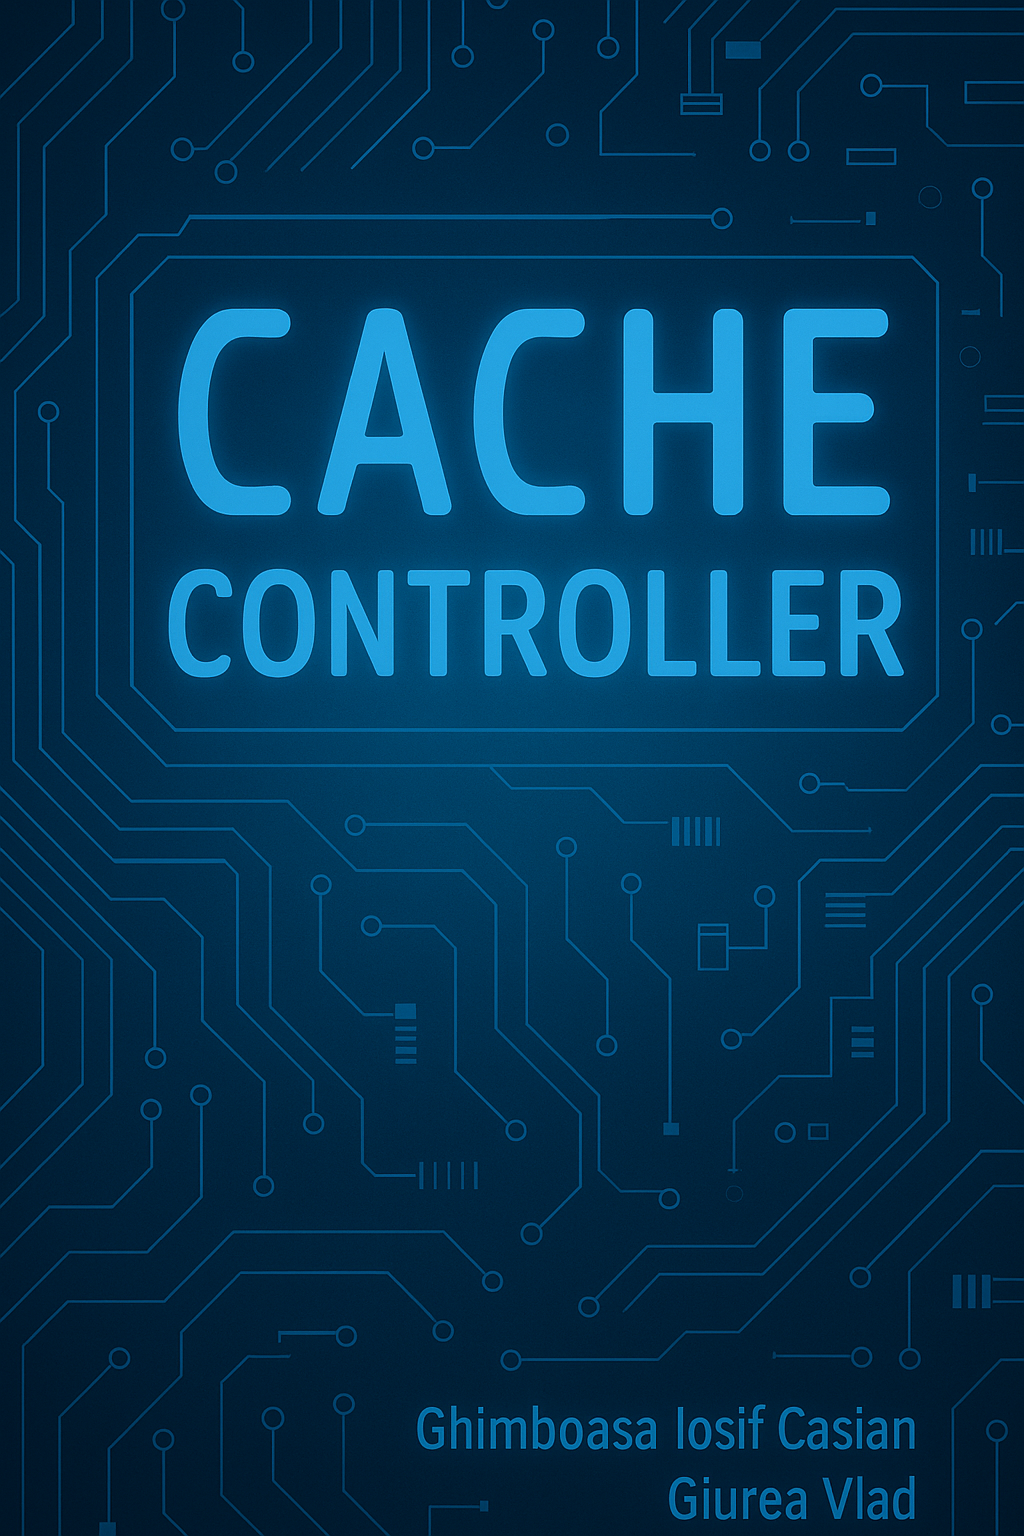 CACHE
CONTROLLER
Ghimboasa Iosif Casian
Giurea Vlad